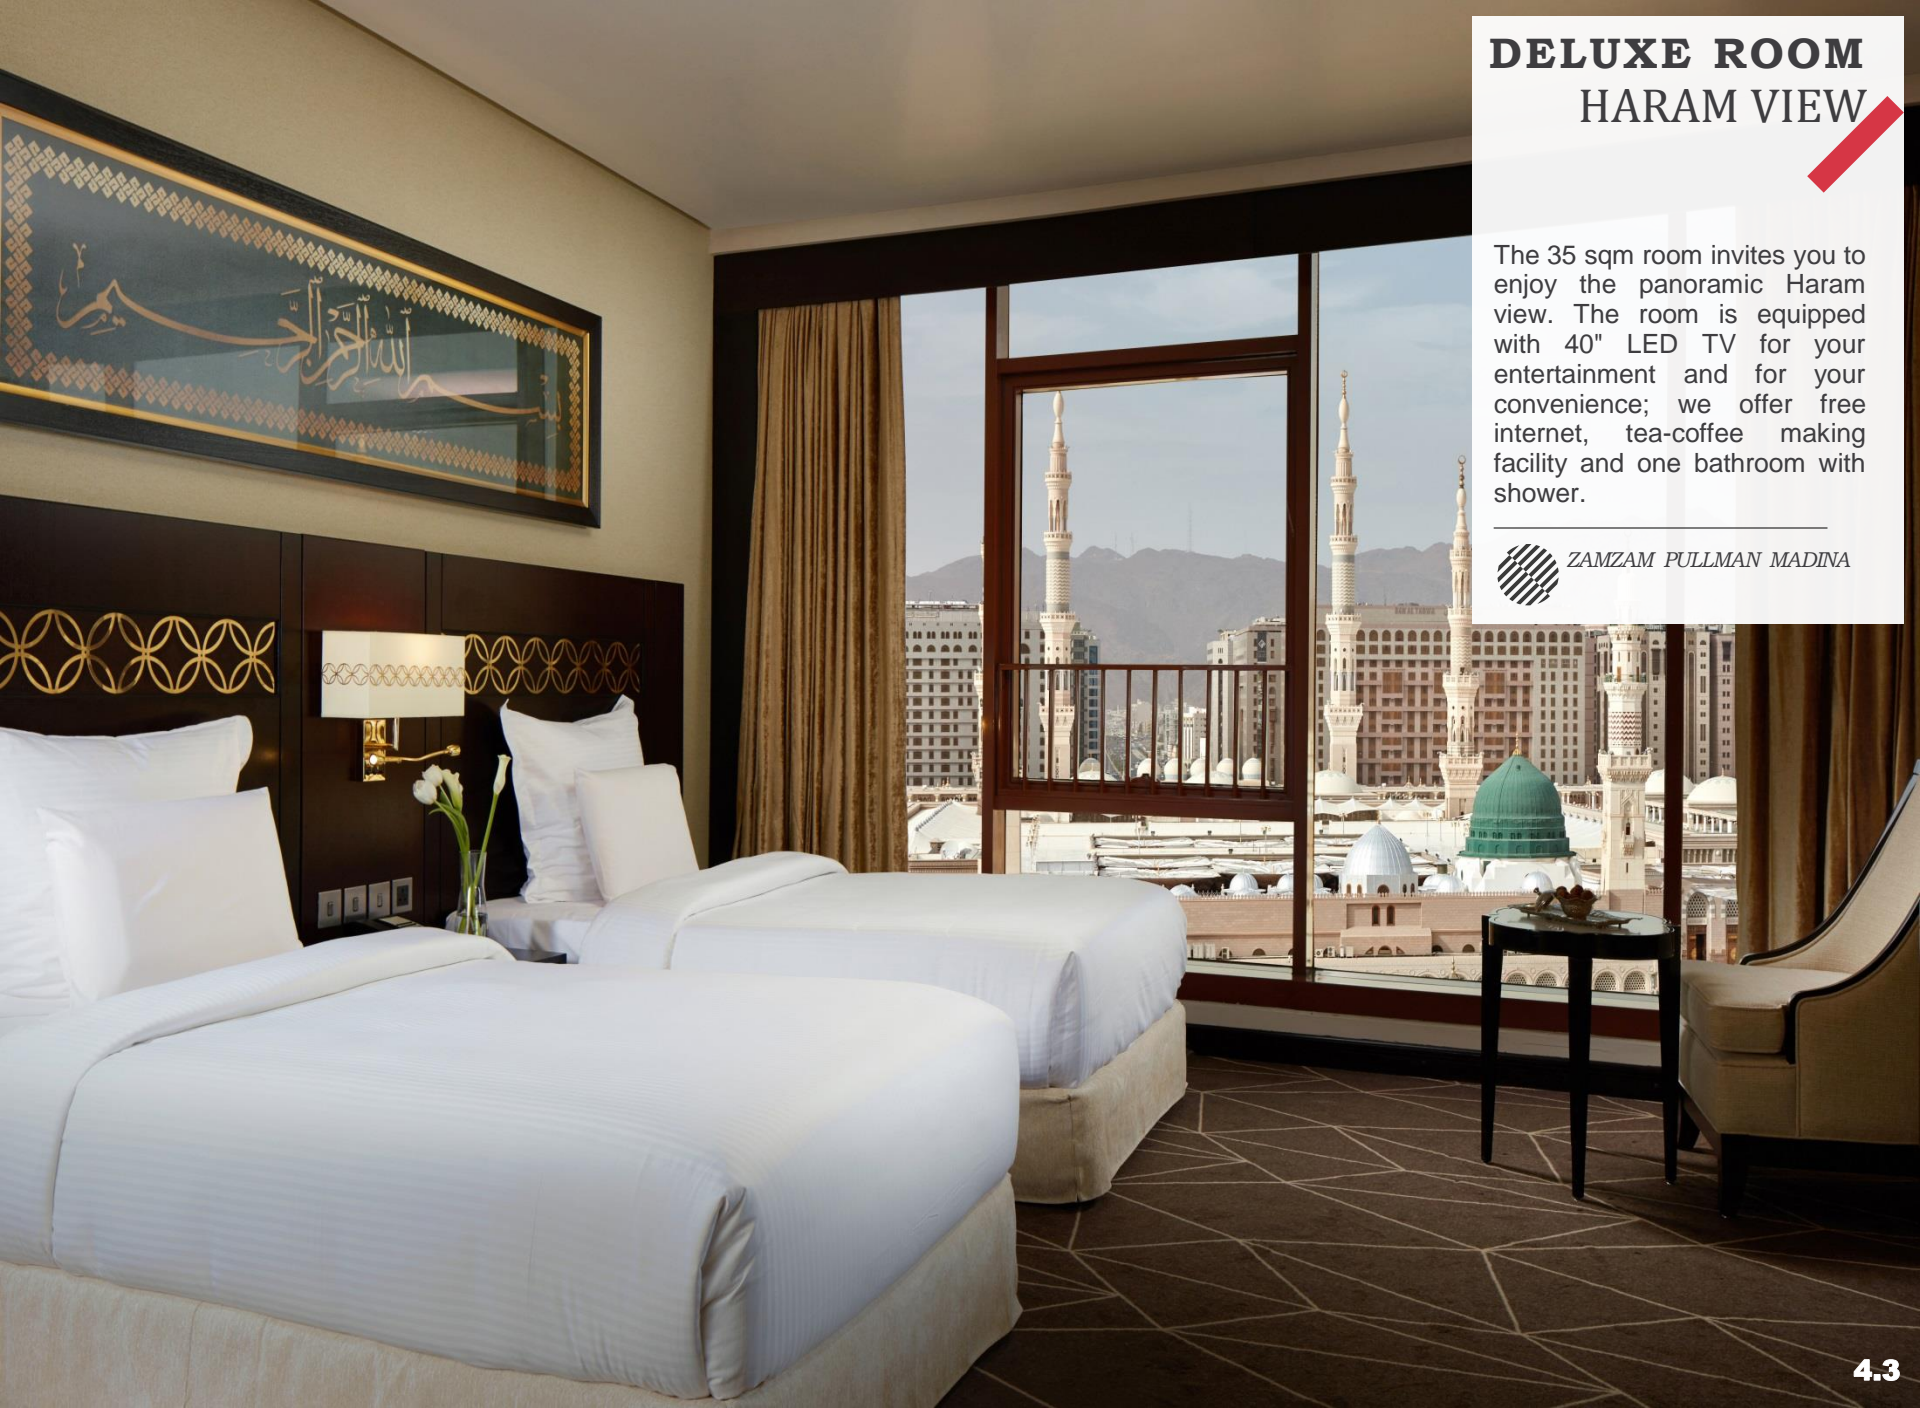 DELUXE ROOM
HARAM VIEW
The 35 sqm room invites you to
enjoy the panoramic Haram
view. The room is equipped
with 40" LED TV for your
entertainment and for your
convenience; we offer free
internet, tea-coffee making
facility and one bathroom with
shower.
ZAMZAM PULLMAN MADINA
بسم الله الرحمن الرحيم
4.3